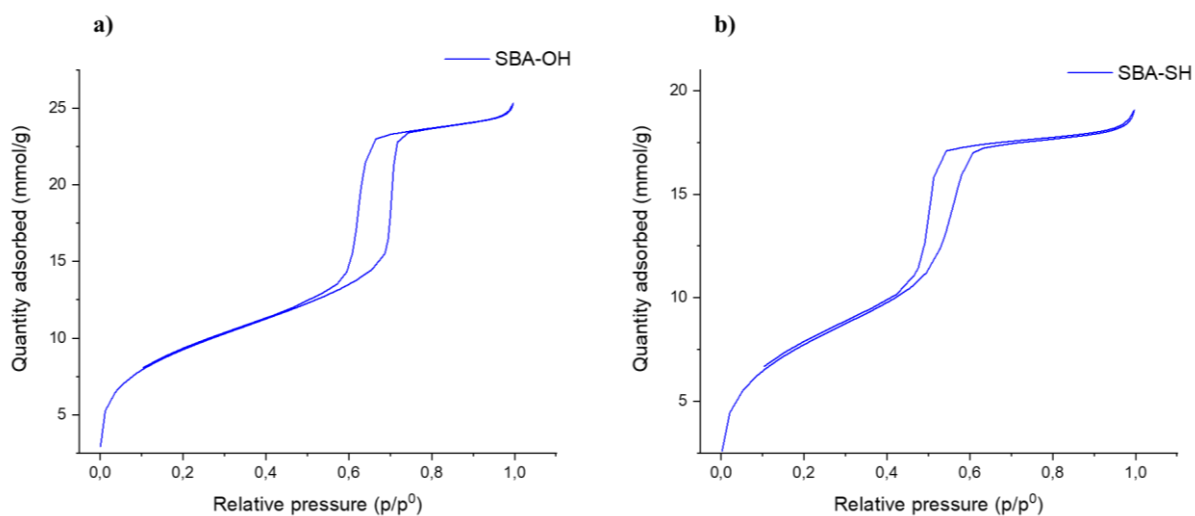 a)
SBA-OH
Quantity adsorbed (mmol/g)
25
20
15
10
5
0,0 0,2 0,4 0,6 0,8 1,0
Relative pressure (p/p⁰)
b)
SBA-SH
Quantity adsorbed (mmol/g)
20
15
10
5
0,0 0,2 0,4 0,6 0,8 1,0
Relative pressure (p/p⁰)